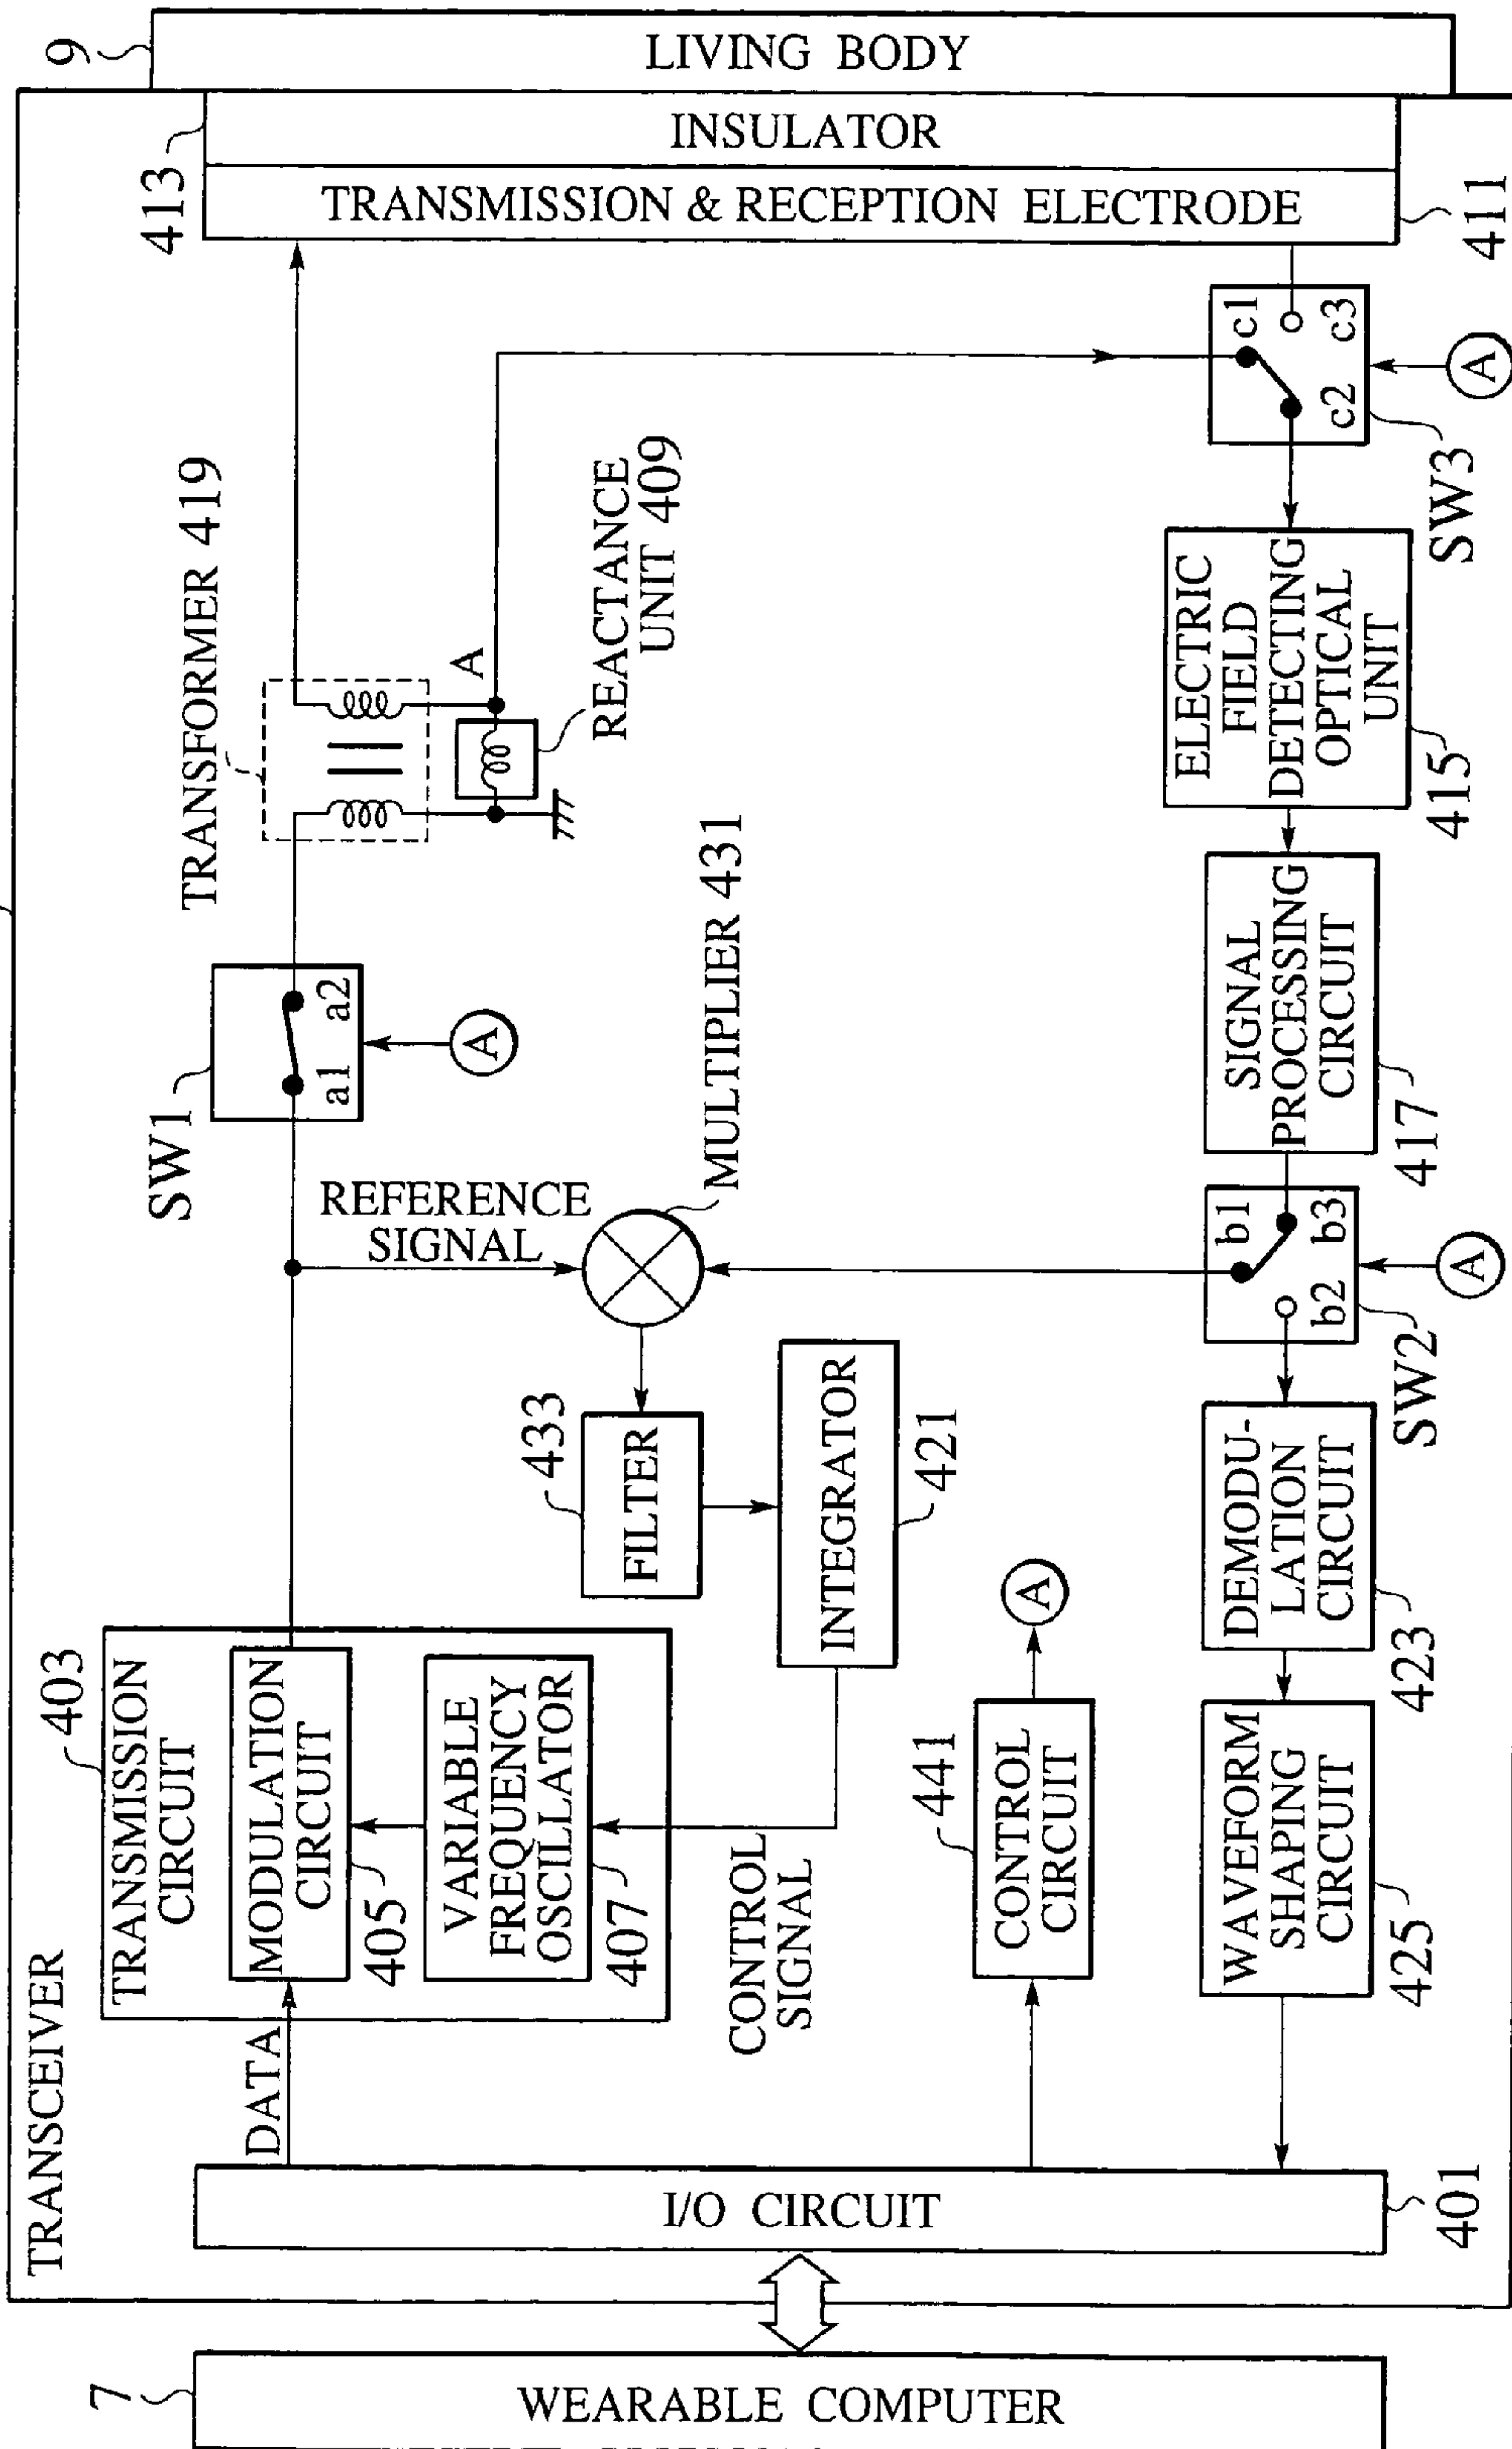 TRANSCEIVER
7
WEARABLE COMPUTER
I/O CIRCUIT
401
DATA
403
TRANSMISSION
CIRCUIT
MODULATION
CIRCUIT
405
VARIABLE
FREQUENCY
OSCILLATOR
407
CONTROL
SIGNAL
433
FILTER
INTEGRATOR
421
REFERENCE
SIGNAL
MULTIPLIER 431
SW1
a1
a2
A
TRANSFORMER 419
A
REACTANCE
UNIT 409
413
9
LIVING BODY
INSULATOR
TRANSMISSION & RECEPTION ELECTRODE
411
441
CONTROL
CIRCUIT
A
WAVEFORM
SHAPING
CIRCUIT
425
DEMODU-
LATION
CIRCUIT
423
b1
b2
b3
SW2
A
SIGNAL
PROCESSING
CIRCUIT
417
ELECTRIC
FIELD
DETECTING
OPTICAL
UNIT
415
c1
c2
c3
SW3
A